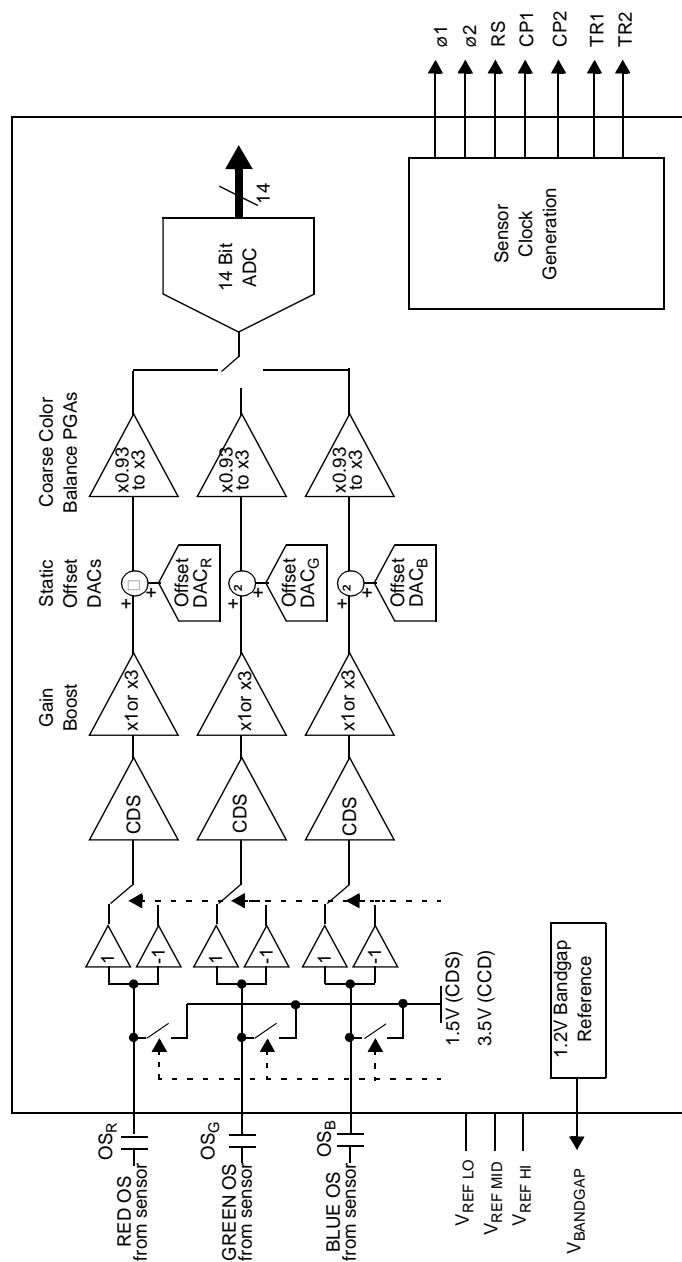 Gain
Boost
Static
Offset
DACs
Coarse Color
Balance PGAs
OSR
RED OS
from sensor
1
-1
CDS
x1or x3
+
□
+
Offset
DACR
x0.93
to x3
OSG
GREEN OS
from sensor
1
-1
CDS
x1or x3
+
2
+
Offset
DACG
x0.93
to x3
14 Bit
ADC
14
OSB
BLUE OS
from sensor
1
-1
CDS
x1or x3
+
2
+
Offset
DACB
x0.93
to x3
1.5V (CDS)
3.5V (CCD)
VREF LO
VREF MID
VREF HI
VBANDGAP
1.2V Bandgap
Reference
Sensor
Clock
Generation
ø1
ø2
RS
CP1
CP2
TR1
TR2